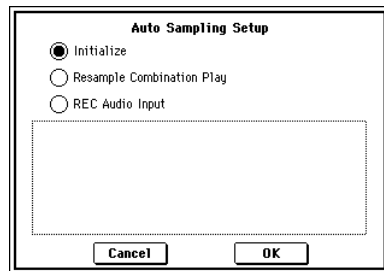 Auto Sampling Setup
Initialize
Resample Combination Play
REC Audio Input
Cancel OK